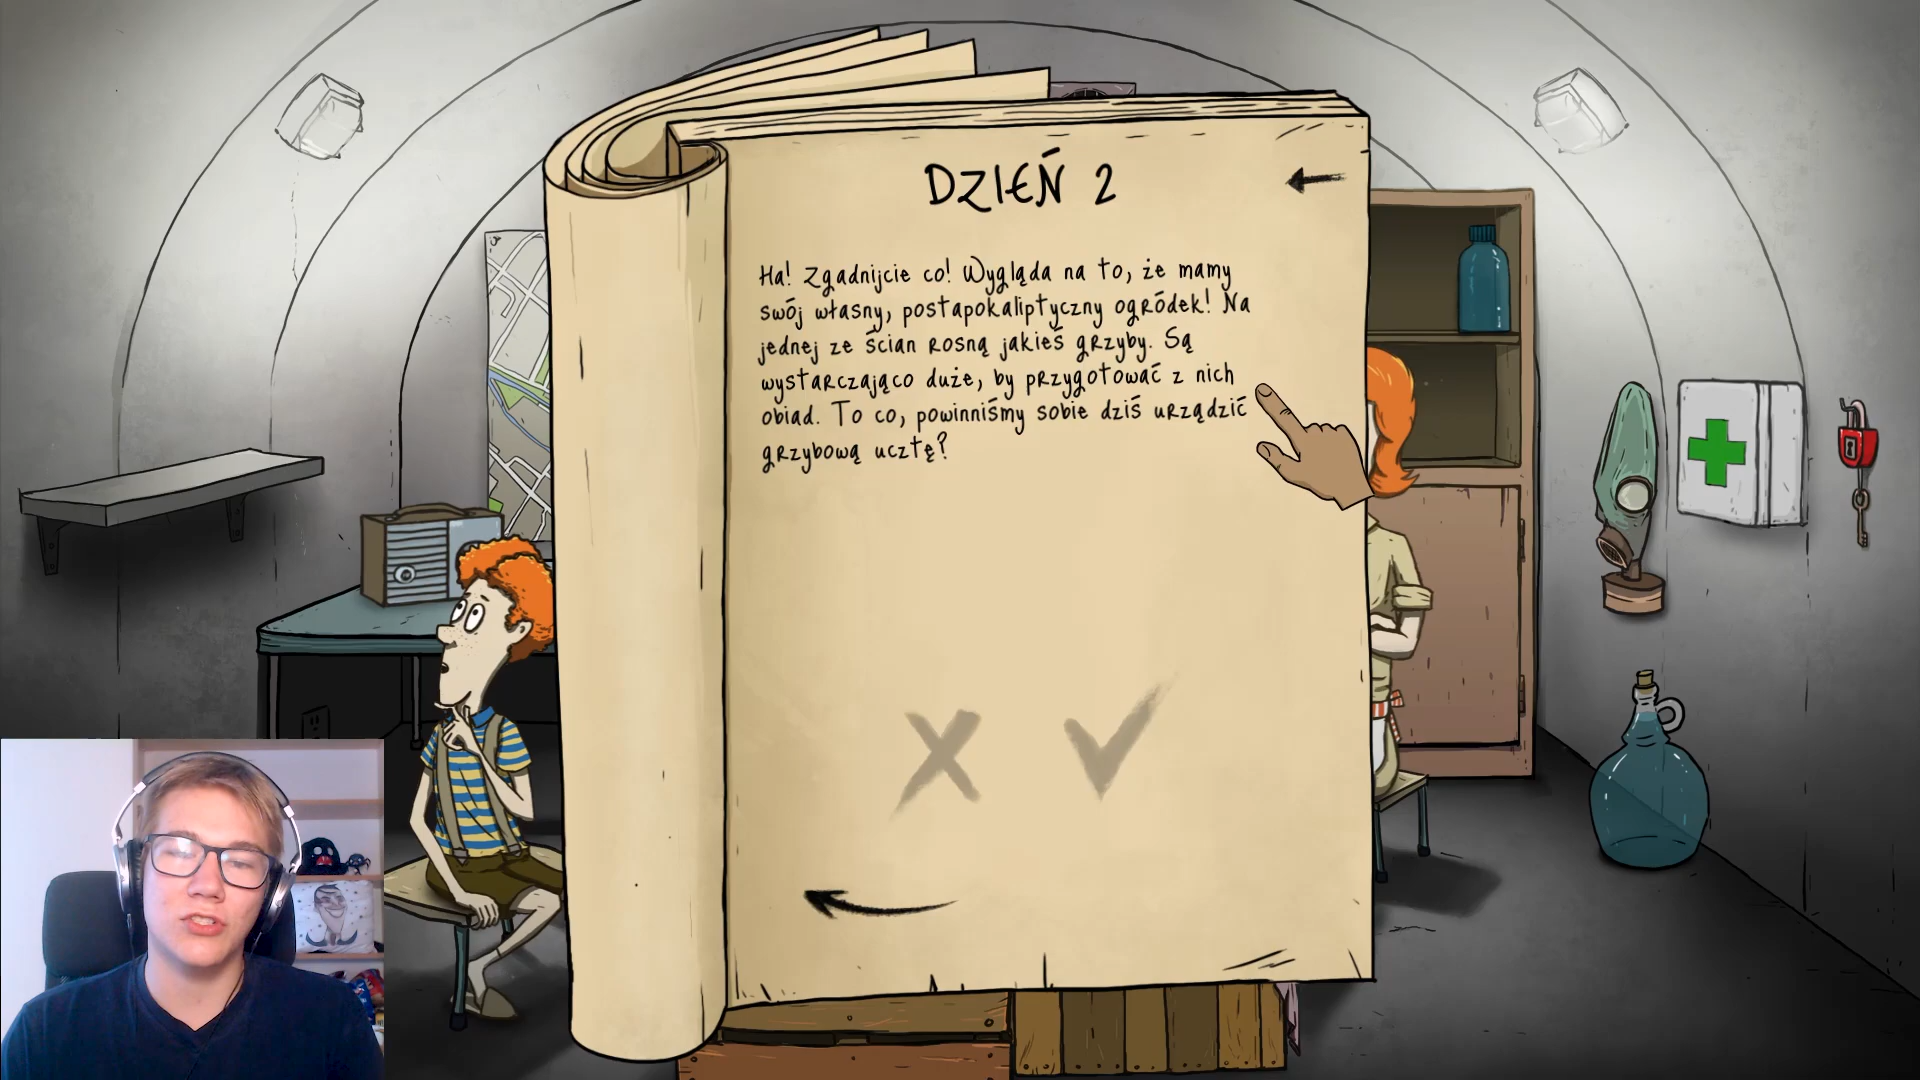 DZIEŃ 2
Ha! Zgadnijcie co! Wygląda na to, że mamy
swój własny, postapokaliptyczny ogródek! Na
jednej ze ścian rosną jakieś grzyby. Są
wystarczająco duże, by przygotować z nich
obiad. To co, powinniśmy sobie dziś urządzić
grzybową ucztę?